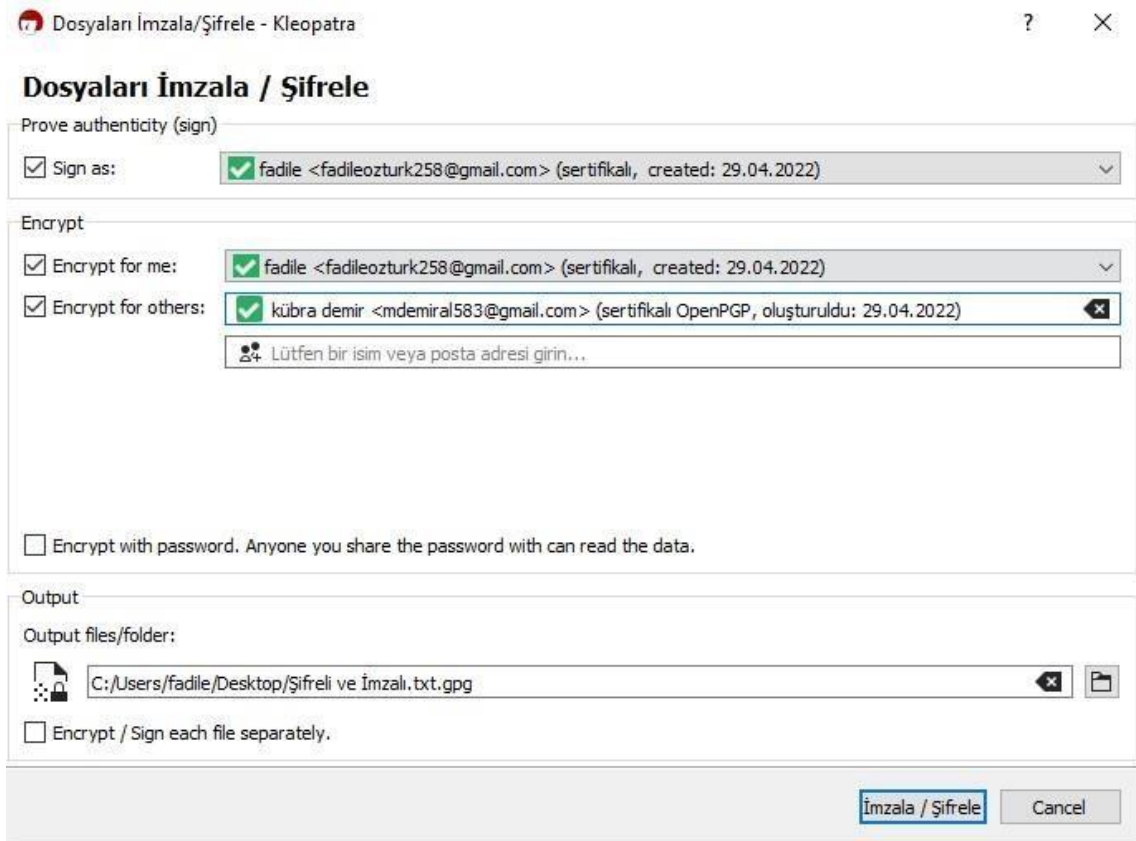 Dosyaları İmzala/Şifrele - Kleopatra
?
Dosyaları İmzala / Şifrele
Prove authenticity (sign)
Sign as:
fadile <fadileozturk258@gmail.com> (sertifikalı, created: 29.04.2022)
Encrypt
Encrypt for me:
fadile <fadileozturk258@gmail.com> (sertifikalı, created: 29.04.2022)
Encrypt for others:
kübra demir <mdemiral583@gmail.com> (sertifikalı OpenPGP, oluşturuldu: 29.04.2022)
Lütfen bir isim veya posta adresi girin...
Encrypt with password. Anyone you share the password with can read the data.
Output
Output files/folder:
C:/Users/fadile/Desktop/Şifreli ve İmzalı.txt.gpg
Encrypt / Sign each file separately.
İmzala / Şifrele
Cancel